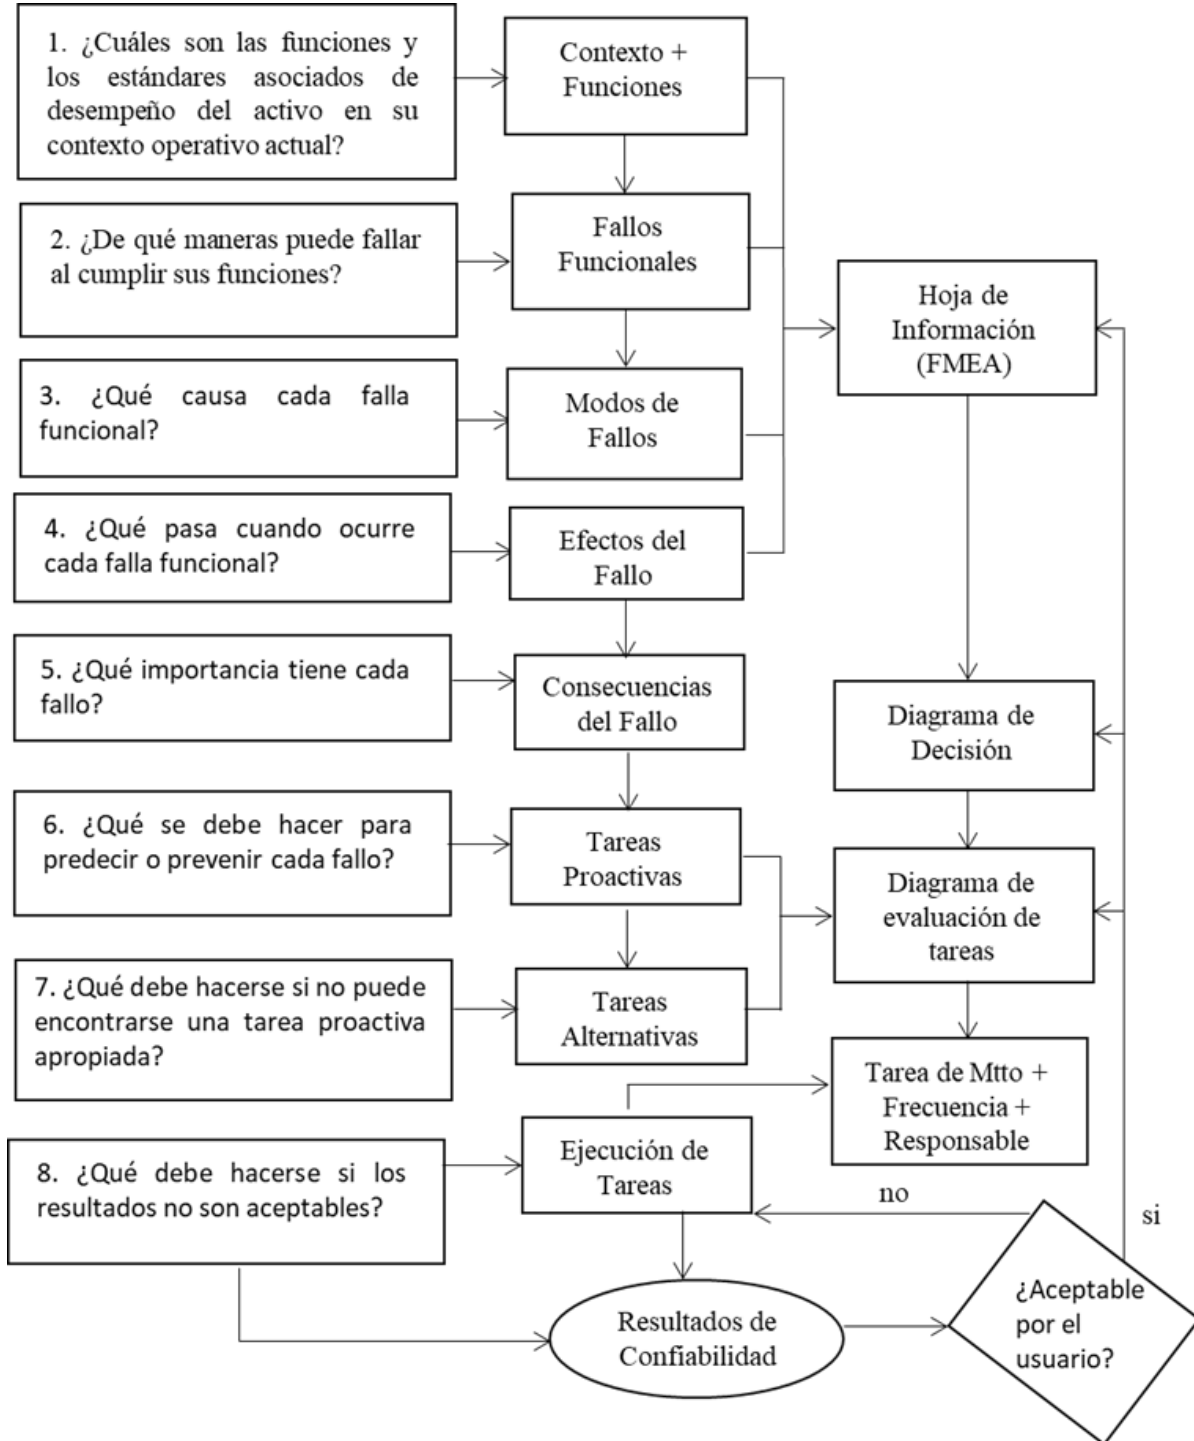 1. ¿Cuáles son las funciones y
los estándares asociados de
desempeño del activo en su
contexto operativo actual?
Contexto +
Funciones
2. ¿De qué maneras puede fallar
al cumplir sus funciones?
Fallos
Funcionales
Hoja de
Información
(FMEA)
3. ¿Qué causa cada falla
funcional?
Modos de
Fallos
4. ¿Qué pasa cuando ocurre
cada falla funcional?
Efectos del
Fallo
5. ¿Qué importancia tiene cada
fallo?
Consecuencias
del Fallo
Diagrama de
Decisión
6. ¿Qué se debe hacer para
predecir o prevenir cada fallo?
Tareas
Proactivas
Diagrama de
evaluación de
tareas
7. ¿Qué debe hacerse si no puede
encontrarse una tarea proactiva
apropiada?
Tareas
Alternativas
Tarea de Mtto +
Frecuencia +
Responsable
8. ¿Qué debe hacerse si los
resultados no son aceptables?
Ejecución de
Tareas
no
si
¿Aceptable
por el
usuario?
Resultados de
Confiabilidad